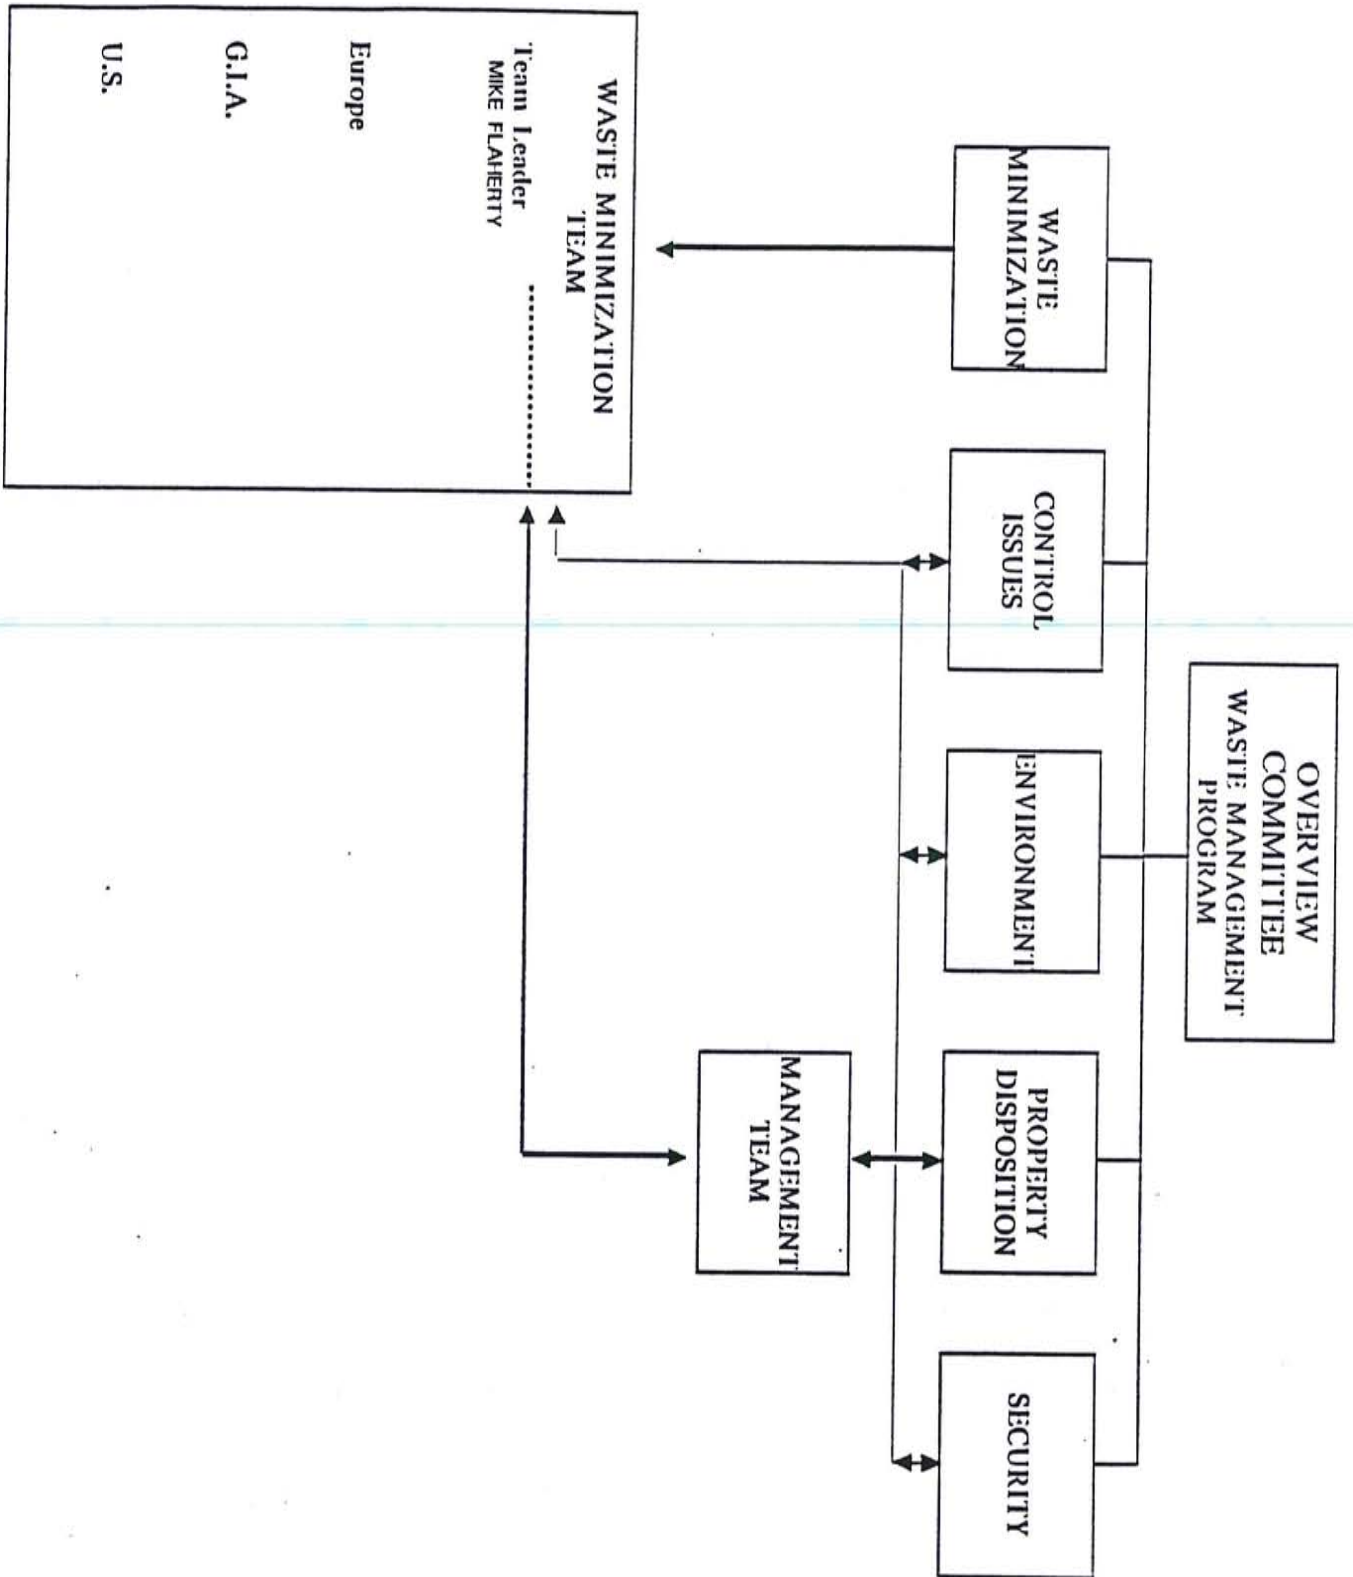 OVERVIEW
COMMITTEE
WASTE MANAGEMENT
PROGRAM
WASTE
MINIMIZATION
CONTROL
ISSUES
ENVIRONMENT
PROPERTY
DISPOSITION
SECURITY
MANAGEMENT
TEAM
WASTE MINIMIZATION
TEAM
Team Leader
MIKE FLAHERTY
Europe
G.I.A.
U.S.